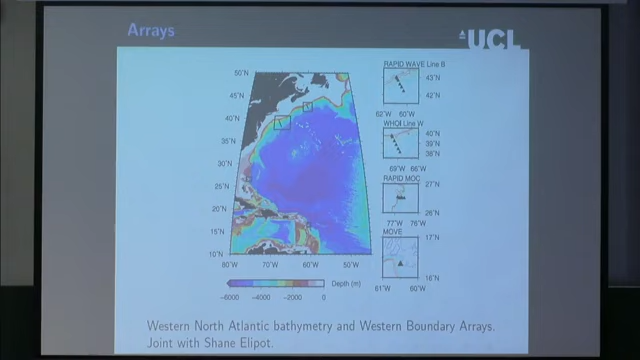 Arrays
UCL
50°N
45°N
40°N
35°N
30°N
25°N
20°N
15°N
10°N
80°W 70°W 60°W 50°W
−6000 −4000 −2000 0 Depth (m)
RAPID WAVE Line B
43°N
42°N
62°W 60°W
WHOI Line W
40°N
39°N
36°N
69°W 66°W
RAPID MOC
27°N
26°N
77°W 76°W
MOVE
17°N
16°N
61°W 60°W
Western North Atlantic bathymetry and Western Boundary Arrays.
Joint with Shane Elipot.